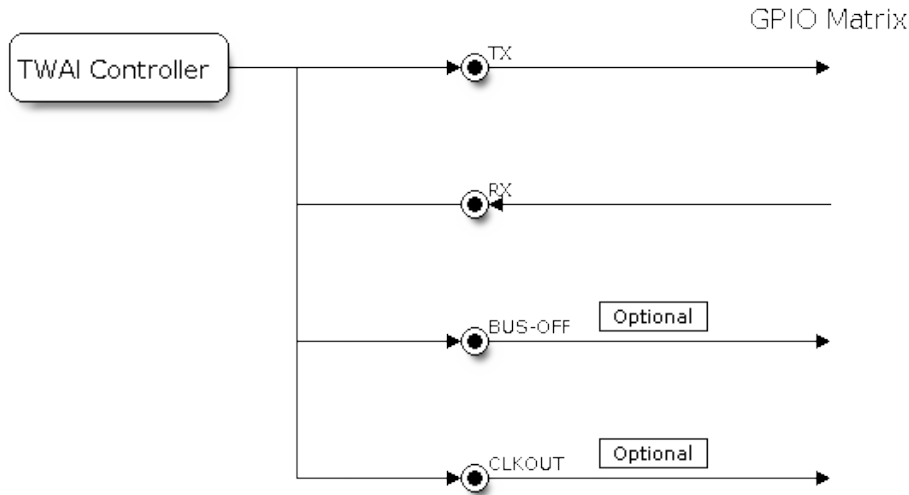 GPIO Matrix
TWAI Controller
TX
RX
BUS-OFF
Optional
CLKOUT
Optional